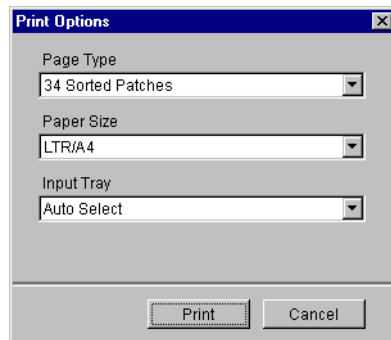 Print Options
Page Type
34 Sorted Patches
Paper Size
LTR/A4
Input Tray
Auto Select
Print Cancel